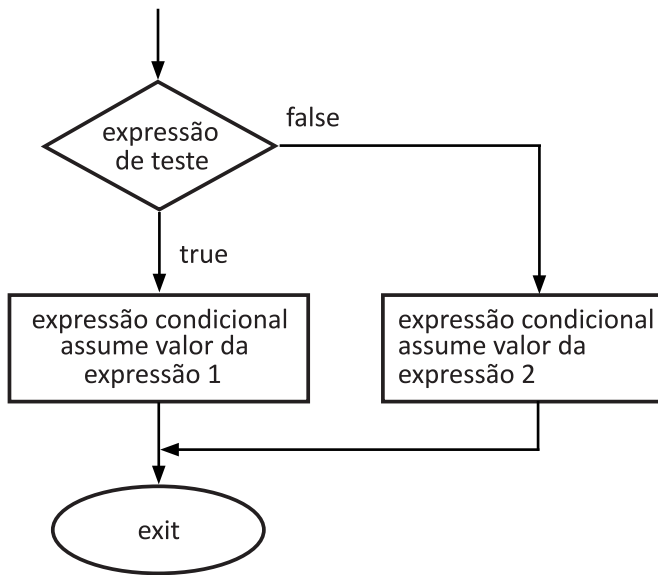 expressão
de teste
false
true
expressão condicional
assume valor da
expressão 1
expressão condicional
assume valor da
expressão 2
exit